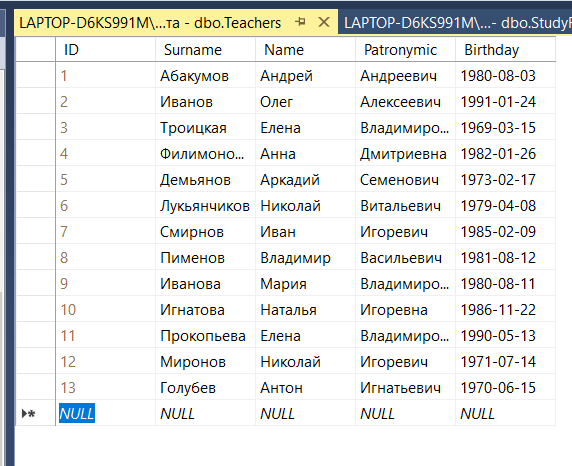 LAPTOP-D6KS991M\...та - dbo.Teachers LAPTOP-D6KS991M\...- dbo.Study
ID Surname Name Patronymic Birthday
1 Абакумов Андрей Андреевич 1980-08-03
2 Иванов Олег Алексеевич 1991-01-24
3 Троицкая Елена Владимиро... 1969-03-15
4 Филимоно... Анна Дмитриевна 1982-01-26
5 Демьянов Аркадий Семенович 1973-02-17
6 Лукьянчиков Николай Витальевич 1979-04-08
7 Смирнов Иван Игоревич 1985-02-09
8 Пименов Владимир Васильевич 1981-08-12
9 Иванова Мария Владимиро... 1980-08-11
10 Игнатова Наталья Игоревна 1986-11-22
11 Прокопьева Елена Владимиро... 1990-05-13
12 Миронов Николай Игоревич 1971-07-14
13 Голубев Антон Игнатьевич 1970-06-15
NULL NULL NULL NULL NULL